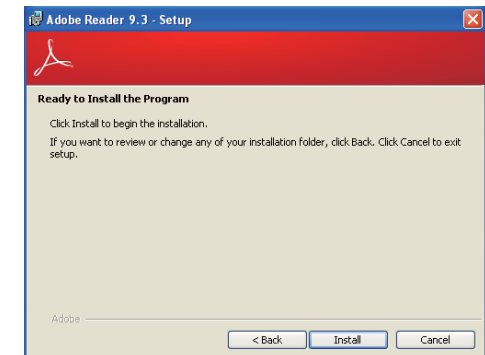 Adobe Reader 9.3 - Setup
Ready to Install the Program
Click Install to begin the installation.
If you want to review or change any of your installation folder, click Back. Click Cancel to exit
setup.
Adobe
< Back Install Cancel